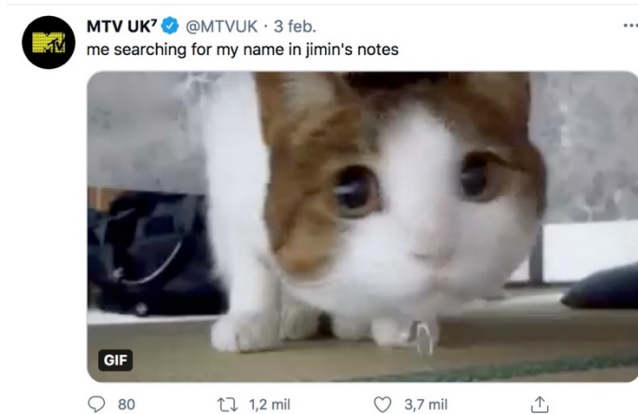 MTV UK⁷ @MTVUK · 3 feb.
me searching for my name in jimin's notes
GIF
80 1,2 mil 3,7 mil